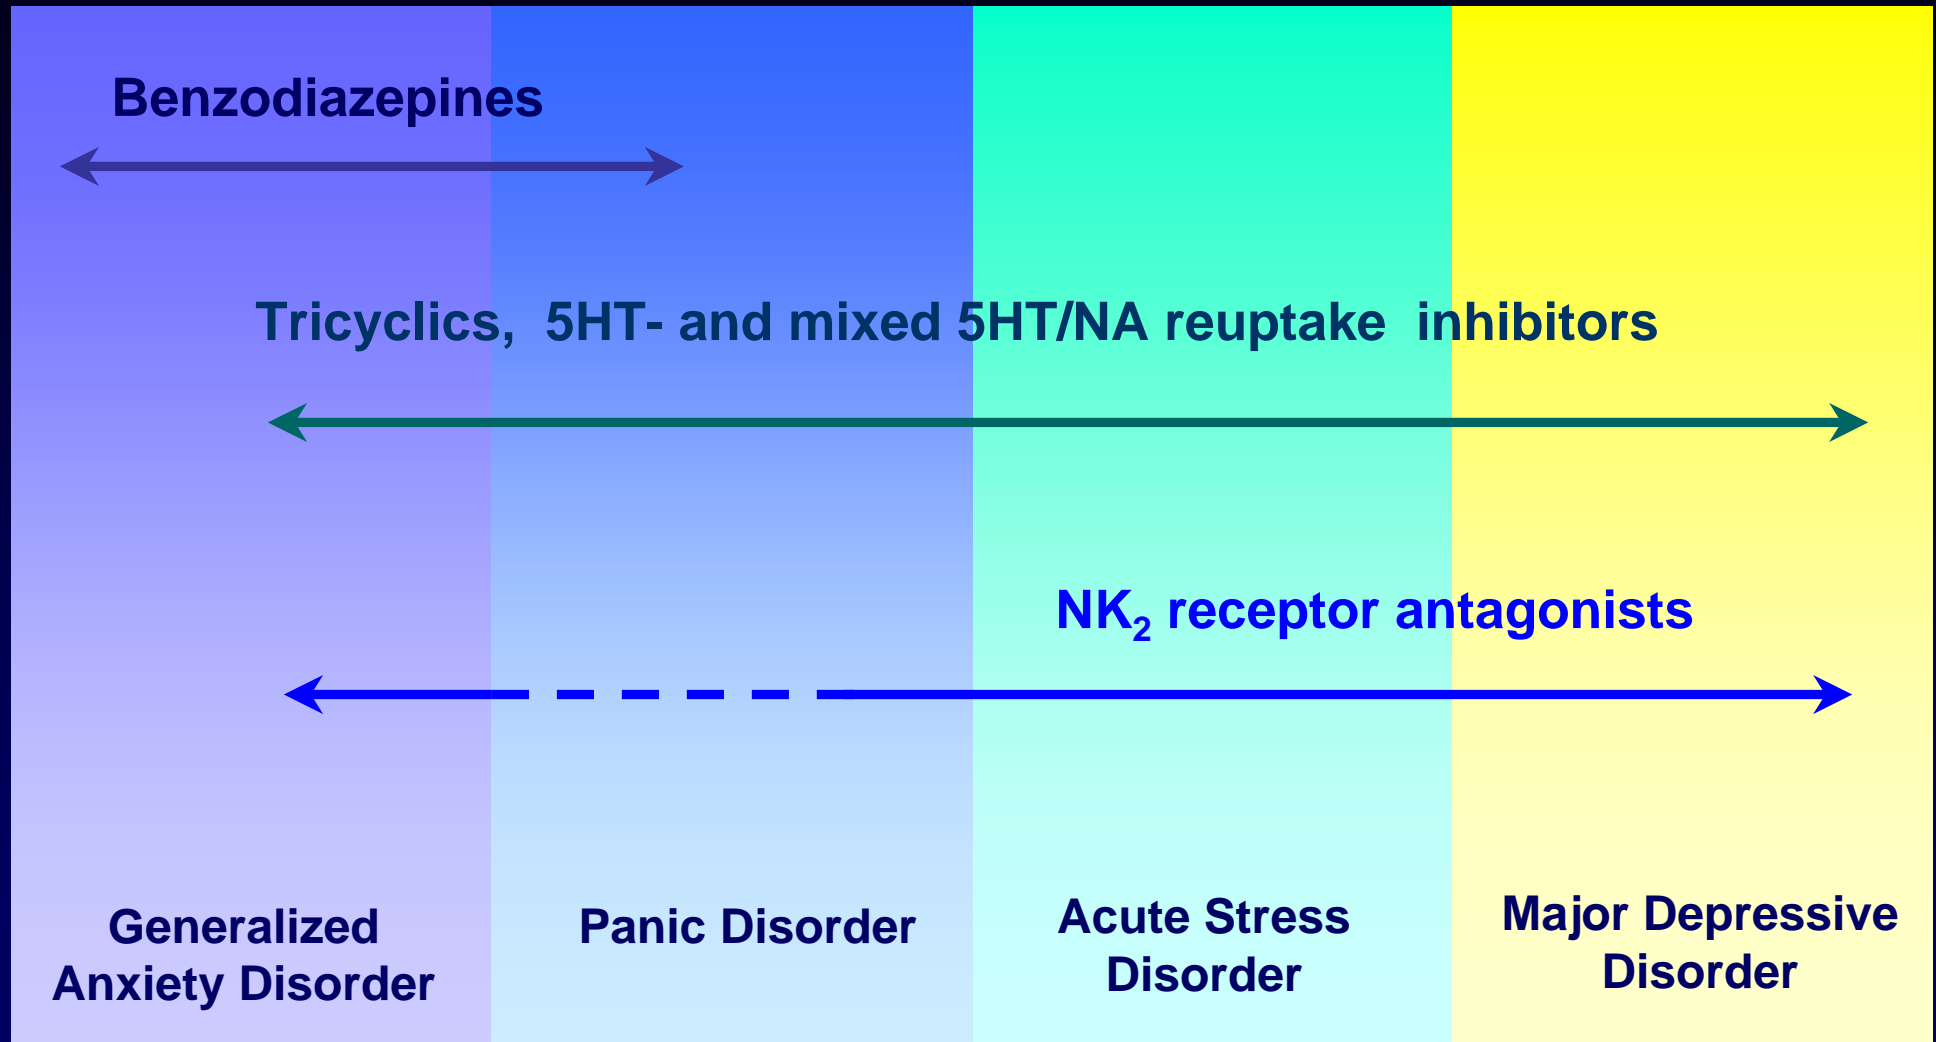 Benzodiazepines
Tricyclics, 5HT- and mixed 5HT/NA reuptake inhibitors
NK₂ receptor antagonists
Generalized
Anxiety Disorder
Panic Disorder
Acute Stress
Disorder
Major Depressive
Disorder